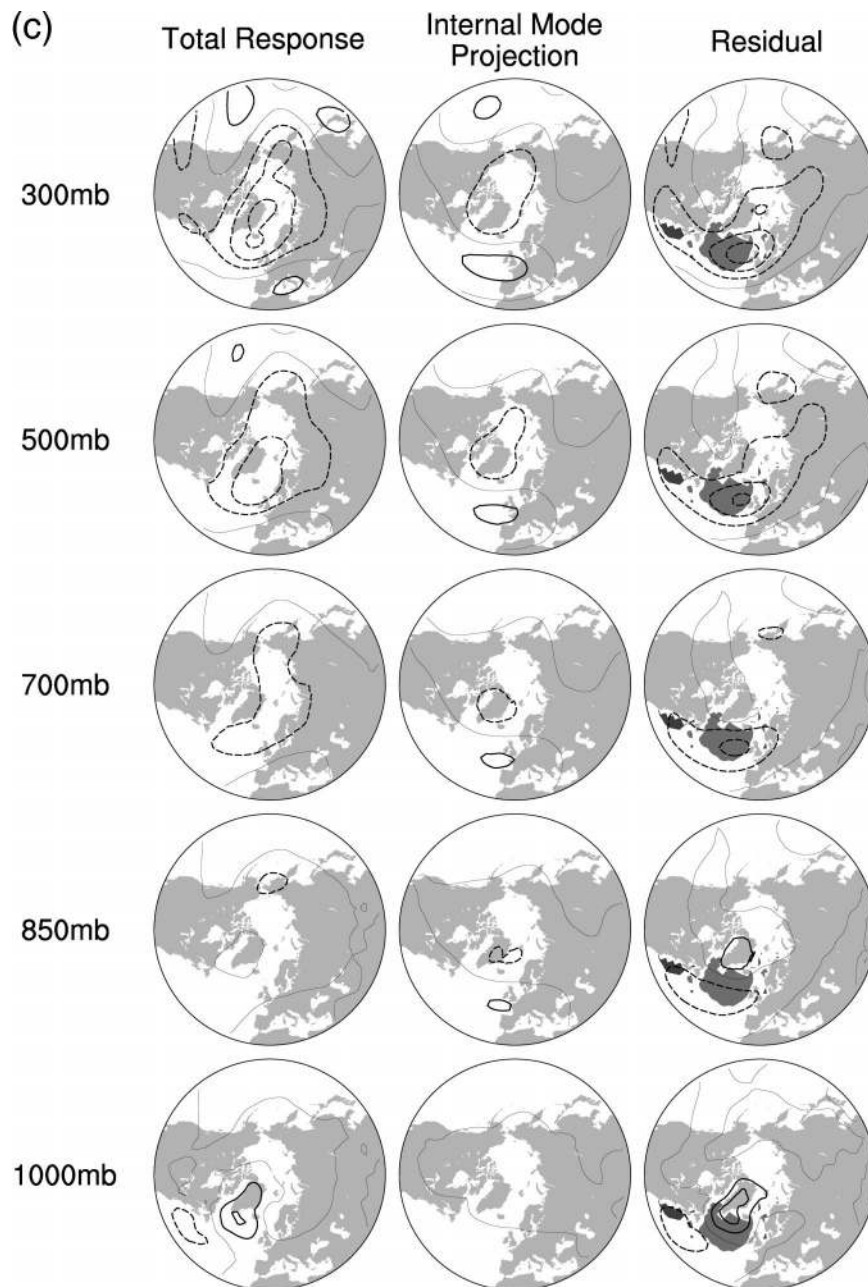 (c)
Total Response
Internal Mode
Projection
Residual
300mb
500mb
700mb
850mb
1000mb